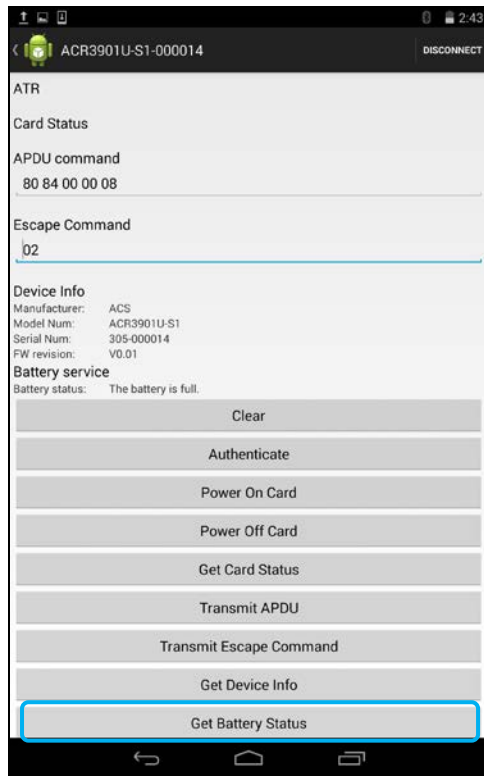 2:43
ACR3901U-S1-000014 DISCONNECT
ATR
Card Status
APDU command
80 84 00 00 08
Escape Command
02
Device Info
Manufacturer: ACS
Model Num: ACR3901U-S1
Serial Num: 305-000014
FW revision: V0.01
Battery service
Battery status: The battery is full.
Clear
Authenticate
Power On Card
Power Off Card
Get Card Status
Transmit APDU
Transmit Escape Command
Get Device Info
Get Battery Status